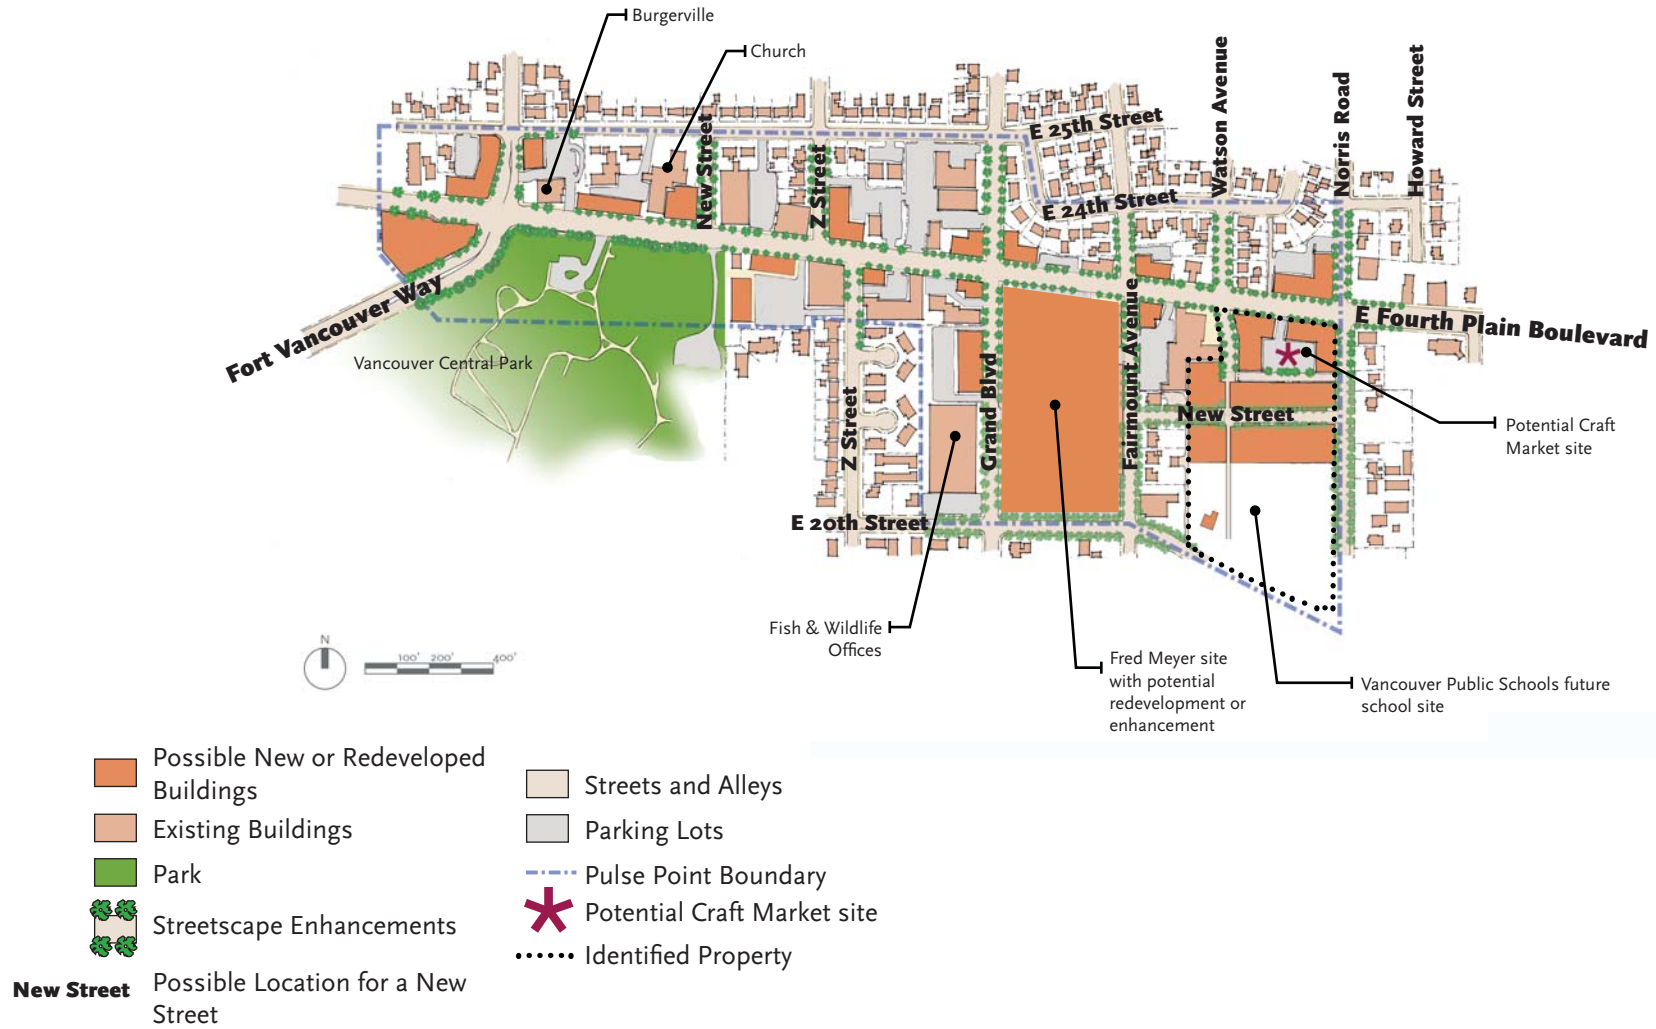 Burgerville
Church
New Street
Z Street
E 25th Street
E 24th Street
Watson Avenue
Norris Road
Howard Street
Fort Vancouver Way
Vancouver Central Park
Z Street
Grand Blvd
Fairmount Avenue
New Street
E Fourth Plain Boulevard
E 20th Street
Potential Craft
Market site
Fish & Wildlife
Offices
Fred Meyer site
with potential
redevelopment or
enhancement
Vancouver Public Schools future
school site
N
100' 200' 400'
Possible New or Redeveloped
Buildings
Existing Buildings
Park
Streetscape Enhancements
New Street Possible Location for a New
Street
Streets and Alleys
Parking Lots
Pulse Point Boundary
Potential Craft Market site
Identified Property